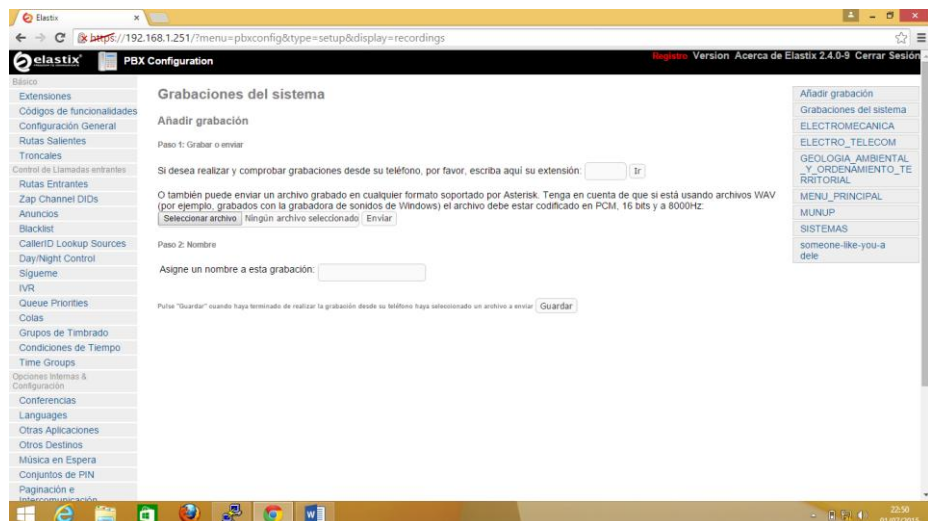 Elastix
https://192.168.1.251/?menu=pbxconfig&type=setup&display=recordings
elastix PBX Configuration
Registro Version Acerca de Elastix 2.4.0-9 Cerrar Sesión
Básico
Extensiones
Códigos de funcionalidades
Configuración General
Rutas Salientes
Troncales
Control de Llamadas entrantes
Rutas Entrantes
Zap Channel DIDs
Anuncios
Blacklist
CallerID Lookup Sources
Day/Night Control
Sígueme
IVR
Queue Priorities
Colas
Grupos de Timbrado
Condiciones de Tiempo
Time Groups
Opciones Internas &
Configuración
Conferencias
Languages
Otras Aplicaciones
Otros Destinos
Música en Espera
Conjuntos de PIN
Paginación e
Intercomunicación
Grabaciones del sistema
Añadir grabación
Paso 1: Grabar o enviar
Si desea realizar y comprobar grabaciones desde su teléfono, por favor, escriba aquí su extensión: Ir
O también puede enviar un archivo grabado en cualquier formato soportado por Asterisk. Tenga en cuenta de que si está usando archivos WAV
(por ejemplo, grabados con la grabadora de sonidos de Windows) el archivo debe estar codificado en PCM, 16 bits y a 8000Hz:
Seleccionar archivo Ningún archivo seleccionado Enviar
Paso 2: Nombre
Asigne un nombre a esta grabación:
Pulse "Guardar" cuando haya terminado de realizar la grabación desde su teléfono haya seleccionado un archivo a enviar Guardar
Añadir grabación
Grabaciones del sistema
ELECTROMECANICA
ELECTRO_TELECOM
GEOLOGIA_AMBIENTAL
_Y_ORDENAMIENTO_TE
RRITORIAL
MENU_PRINCIPAL
MUNUP
SISTEMAS
someone-like-you-a
dele
22:50
01/07/2015